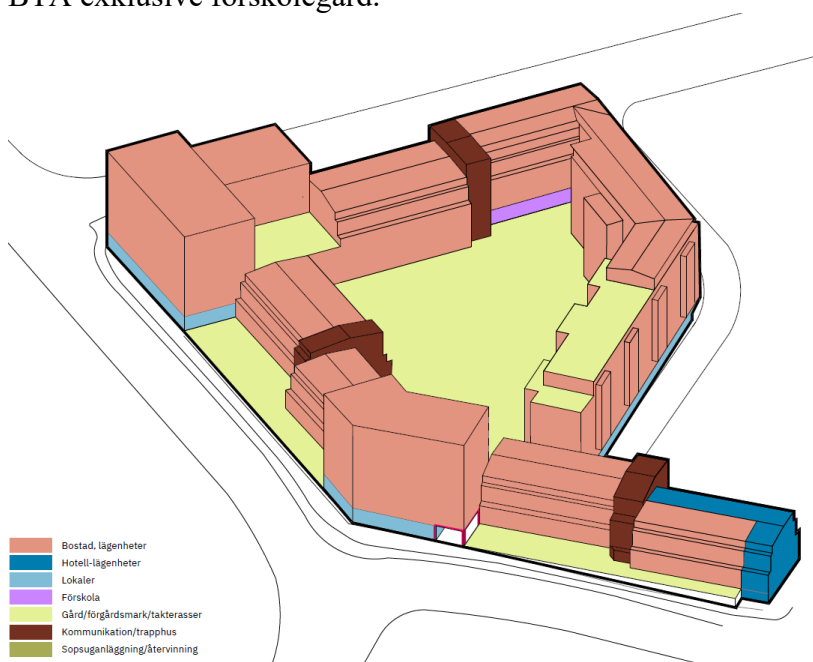 BTA exklusive förskolegård.
Bostad, lägenheter
Hotell-lägenheter
Lokaler
Förskola
Gård/förgårdsmark/takterasser
Kommunikation/trapphus
Sopsuganläggning/återvinning